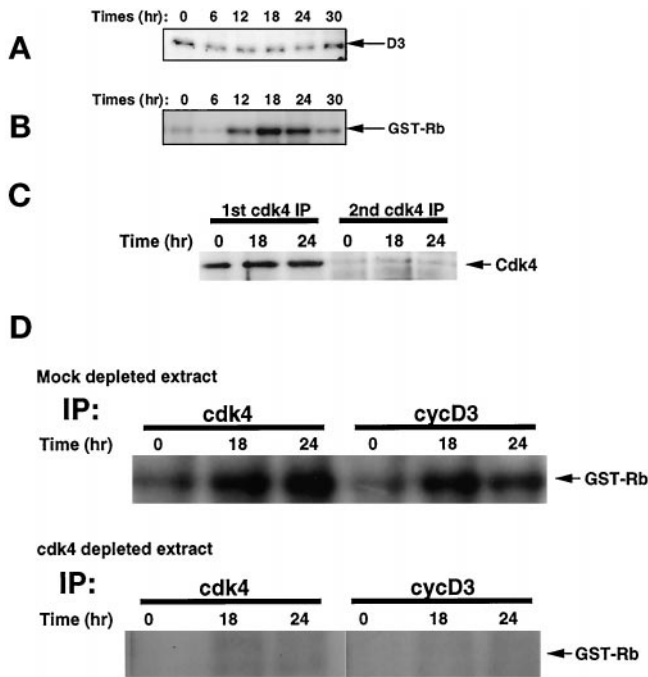 Times (hr): 0 6 12 18 24 30
A
D3
Times (hr): 0 6 12 18 24 30
B
GST-Rb
C
1st cdk4 IP 2nd cdk4 IP
Time (hr) 0 18 24 0 18 24
Cdk4
D
Mock depleted extract
IP: cdk4 cycD3
Time (hr) 0 18 24 0 18 24
GST-Rb
cdk4 depleted extract
IP: cdk4 cycD3
Time (hr) 0 18 24 0 18 24
GST-Rb